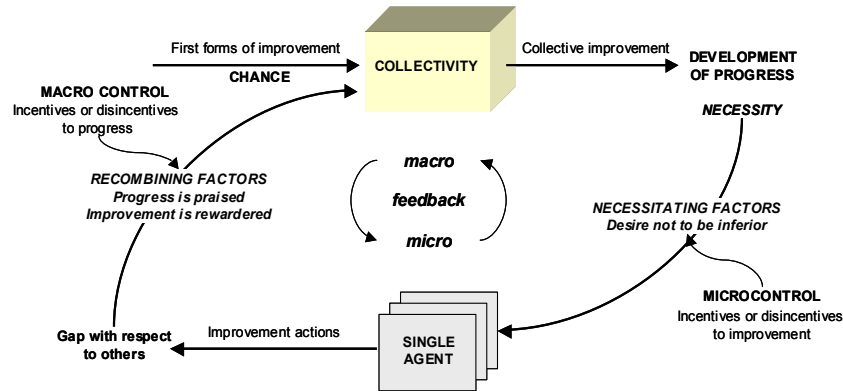 First forms of improvement
CHANCE
COLLECTIVITY
Collective improvement
DEVELOPMENT
OF PROGRESS
NECESSITY
MACRO CONTROL
Incentives or disincentives
to progress
RECOMBINING FACTORS
Progress is praised
Improvement is rewardered
macro
feedback
micro
NECESSITATING FACTORS
Desire not to be inferior
MICROCONTROL
Incentives or disincentives
to improvement
SINGLE
AGENT
Improvement actions
Gap with respect
to others